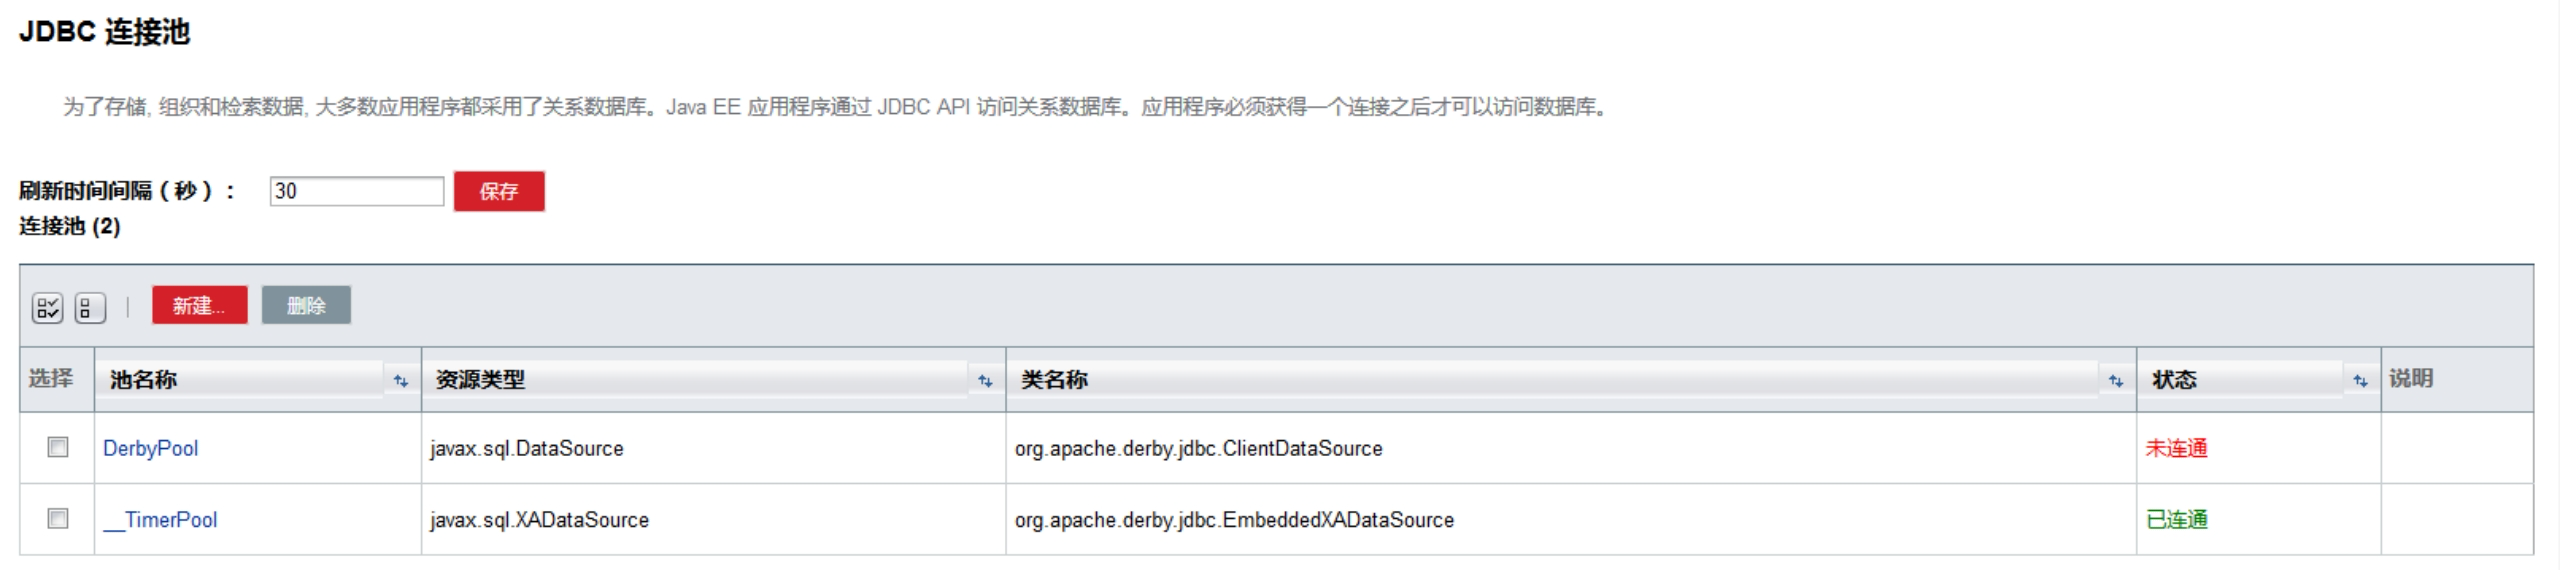 JDBC 连接池
为了存储, 组织和检索数据, 大多数应用程序都采用了关系数据库。Java EE 应用程序通过 JDBC API 访问关系数据库。应用程序必须获得一个连接之后才可以访问数据库。
刷新时间间隔（秒）： 30 保存
连接池 (2)
新建... 删除
选择 池名称 资源类型 类名称 状态 说明
DerbyPool javax.sql.DataSource org.apache.derby.jdbc.ClientDataSource 未连通
__TimerPool javax.sql.XADataSource org.apache.derby.jdbc.EmbeddedXADataSource 已连通